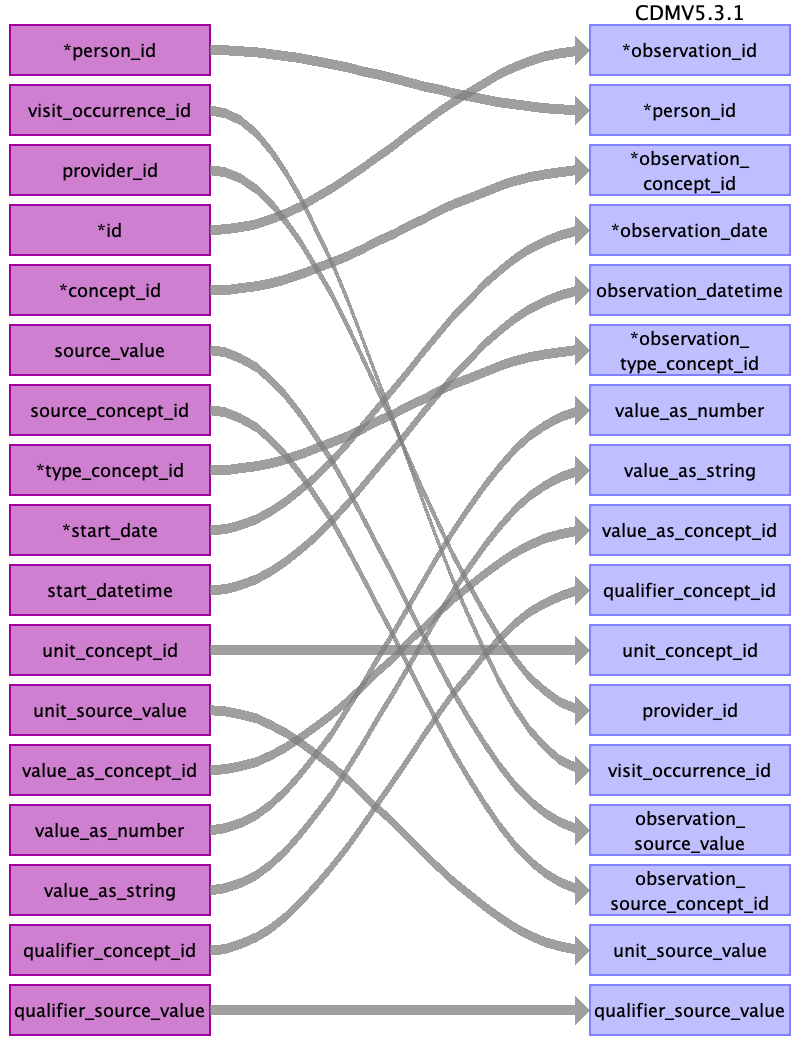 CDMV5.3.1
*person_id
*observation_id
visit_occurrence_id
*person_id
provider_id
*observation_
concept_id
*id
*observation_date
*concept_id
observation_datetime
source_value
*observation_
type_concept_id
source_concept_id
value_as_number
*type_concept_id
value_as_string
*start_date
value_as_concept_id
start_datetime
qualifier_concept_id
unit_concept_id
unit_concept_id
unit_source_value
provider_id
value_as_concept_id
visit_occurrence_id
value_as_number
observation_
source_value
value_as_string
observation_
source_concept_id
qualifier_concept_id
unit_source_value
qualifier_source_value
qualifier_source_value